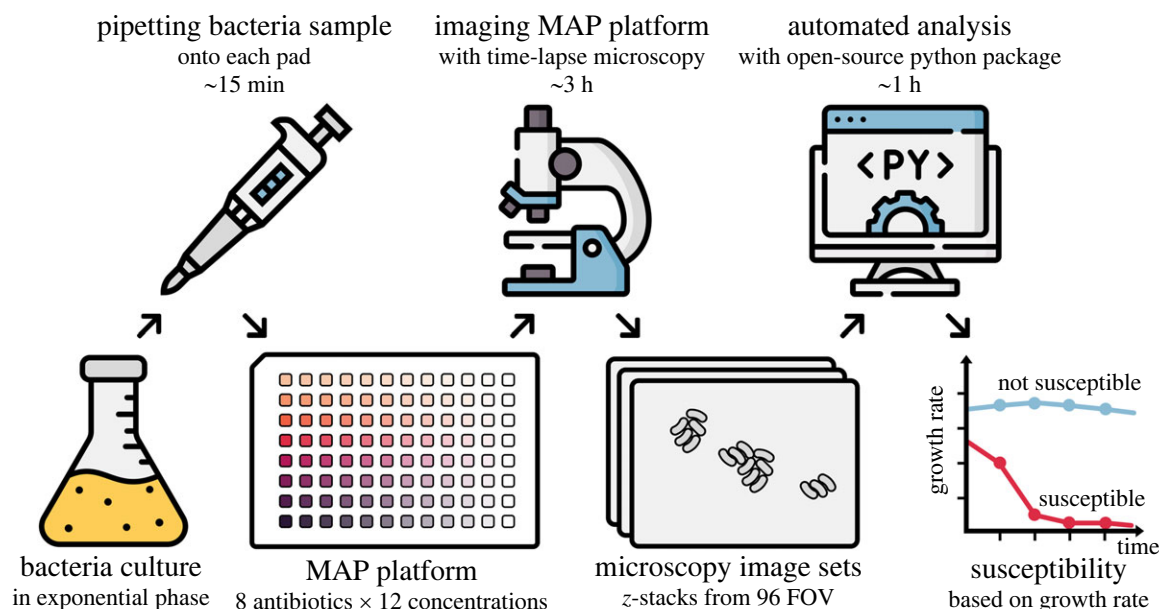 pipetting bacteria sample
onto each pad
~15 min
imaging MAP platform
with time-lapse microscopy
~3 h
automated analysis
with open-source python package
~1 h
<PY>
bacteria culture
in exponential phase
MAP platform
8 antibiotics × 12 concentrations
microscopy image sets
z-stacks from 96 FOV
growth rate
not susceptible
susceptible
time
susceptibility
based on growth rate